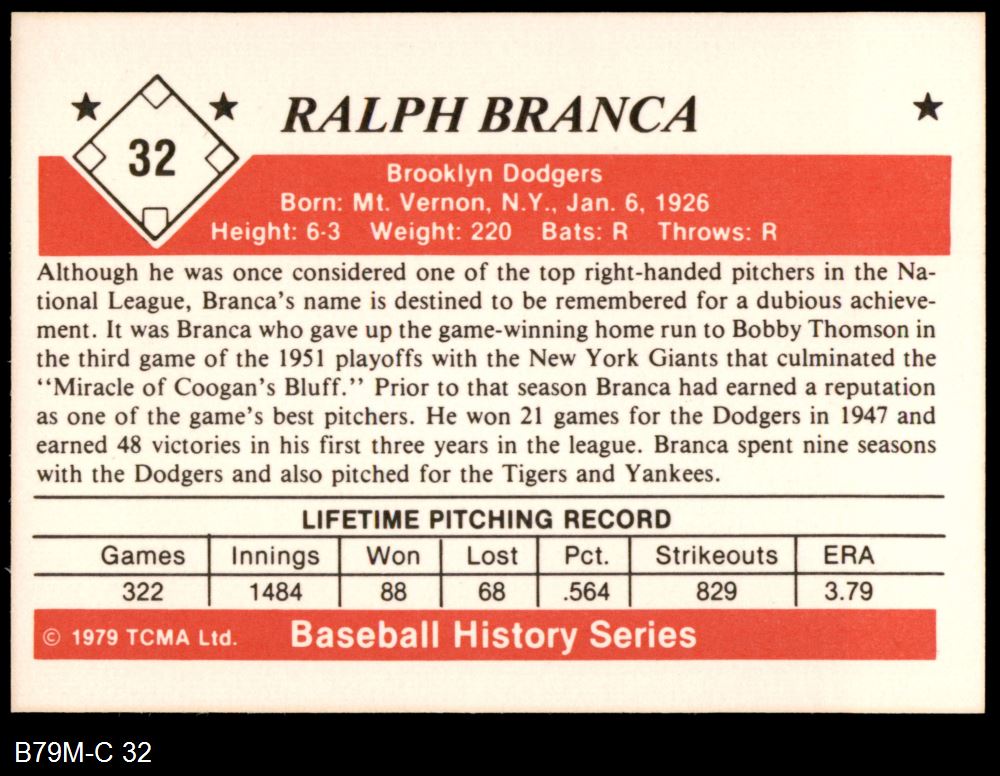 32
RALPH BRANCA
Brooklyn Dodgers
Born: Mt. Vernon, N.Y., Jan. 6, 1926
Height: 6-3 Weight: 220 Bats: R Throws: R
Although he was once considered one of the top right-handed pitchers in the Na-
tional League, Branca's name is destined to be remembered for a dubious achieve-
ment. It was Branca who gave up the game-winning home run to Bobby Thomson in
the third game of the 1951 playoffs with the New York Giants that culminated the
‘‘Miracle of Coogan's Bluff.’’ Prior to that season Branca had earned a reputation
as one of the game's best pitchers. He won 21 games for the Dodgers in 1947 and
earned 48 victories in his first three years in the league. Branca spent nine seasons
with the Dodgers and also pitched for the Tigers and Yankees.
LIFETIME PITCHING RECORD
Games Innings Won Lost Pct. Strikeouts ERA
322 1484 88 68 .564 829 3.79
© 1979 TCMA Ltd. Baseball History Series
B79M-C 32